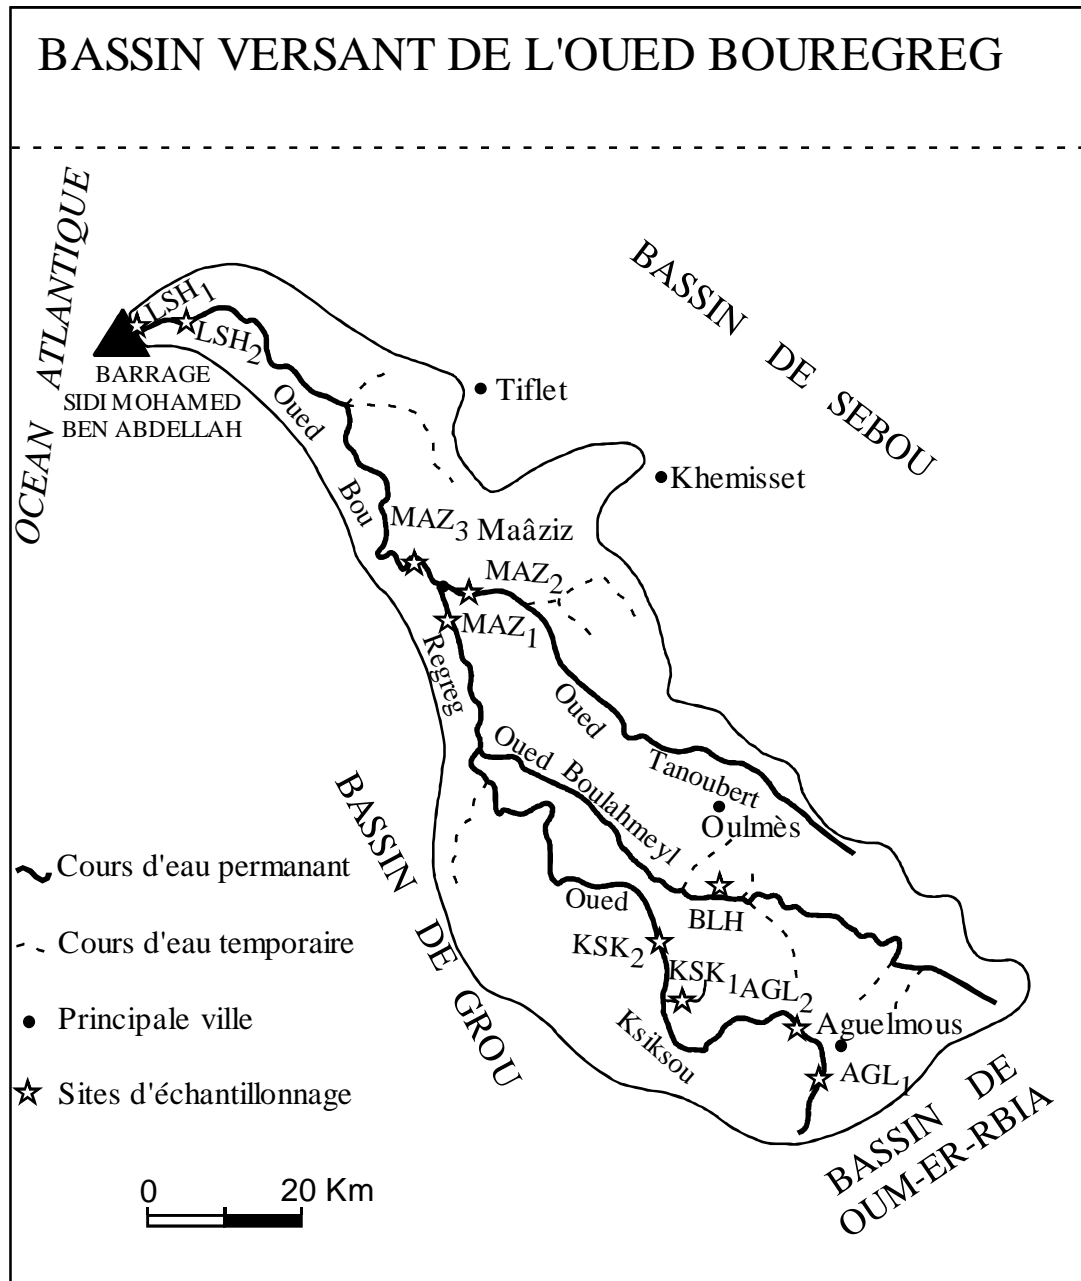 BASSIN VERSANT DE L'OUED BOUREGREG
OCEAN ATLANTIQUE
BASSIN DE SEBOU
LSH1
LSH2
BARRAGE
SIDI MOHAMED
BEN ABDELLAH
Oued
Bou
Regreg
Tiflet
Khemisset
MAZ3 Maâziz
MAZ2
MAZ1
Oued Tanoubert
Oued Boulahmeyl
Oulmès
BASSIN DE GROU
Oued
Ksiksou
BLH
KSK2
KSK1
AGL2
Aguelmous
AGL1
BASSIN DE
OUM-ER-RBIA
Cours d'eau permanant
Cours d'eau temporaire
Principale ville
Sites d'échantillonnage
0 20 Km